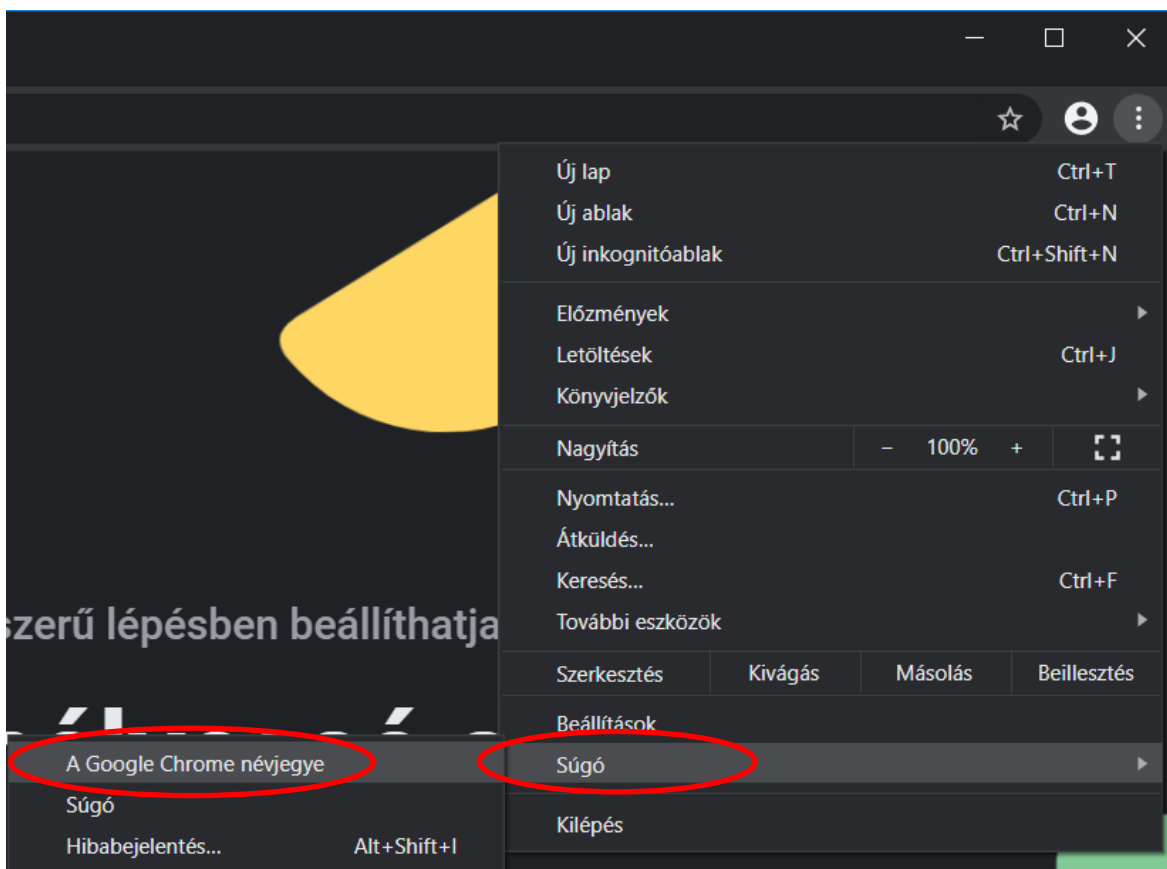 Új lap Ctrl+T
Új ablak Ctrl+N
Új inkognitóablak Ctrl+Shift+N
Előzmények
Letöltések Ctrl+J
Könyvjelzők
Nagyítás − 100% +
Nyomtatás... Ctrl+P
Átküldés...
Keresés... Ctrl+F
További eszközök
Szerkesztés Kivágás Másolás Beillesztés
Beállítások
Súgó
Kilépés
szerű lépésben beállíthatja
A Google Chrome névjegye
Súgó
Hibabejelentés... Alt+Shift+I